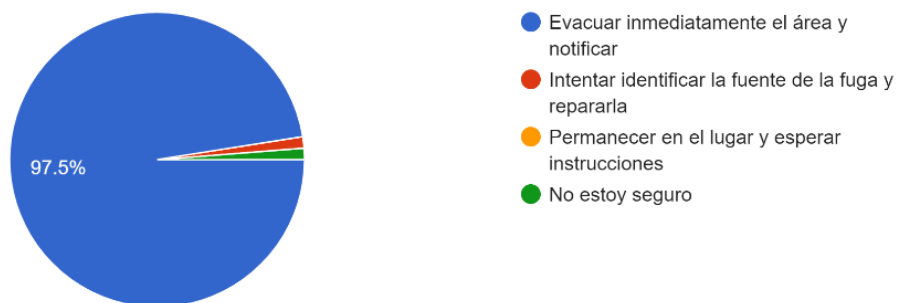 97.5%
Evacuar inmediatamente el área y
notificar
Intentar identificar la fuente de la fuga y
repararla
Permanecer en el lugar y esperar
instrucciones
No estoy seguro